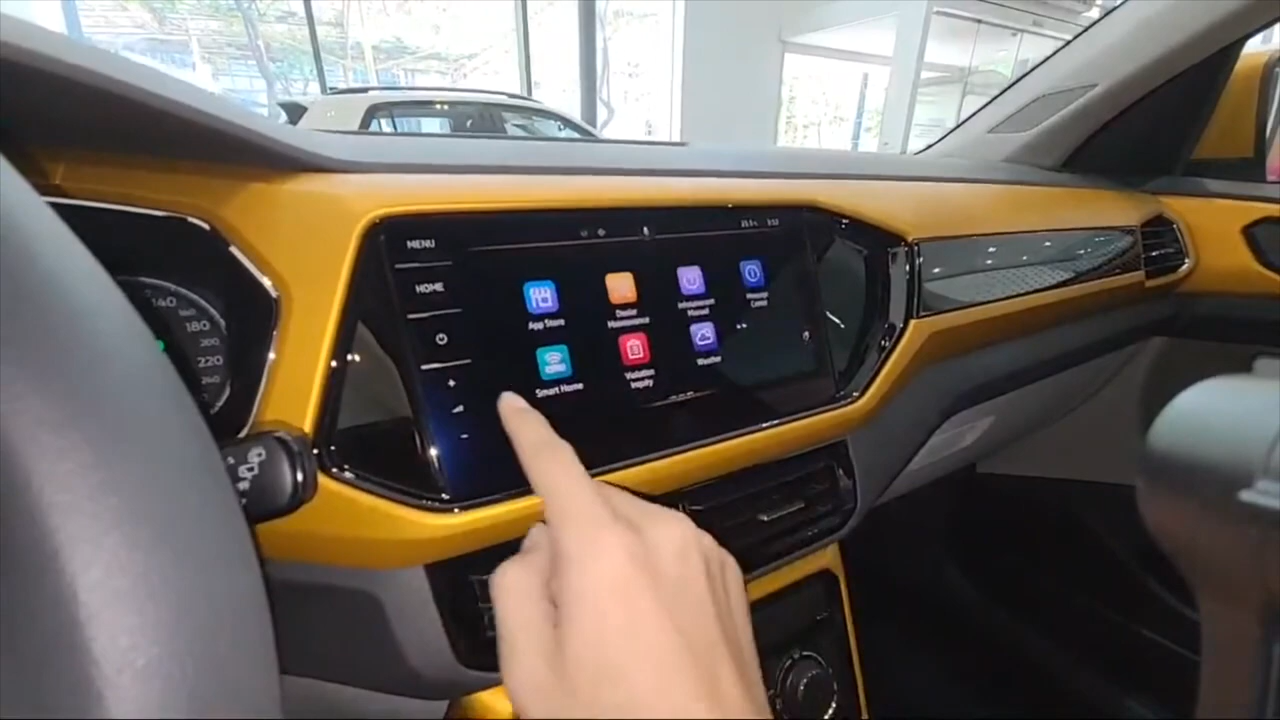 MENU
HOME
App Store
Dealer
Maintenance
Infotainment
Manual
Message
Center
Smart Home
Violation
Inquiry
Weather
140
180
200
220
240